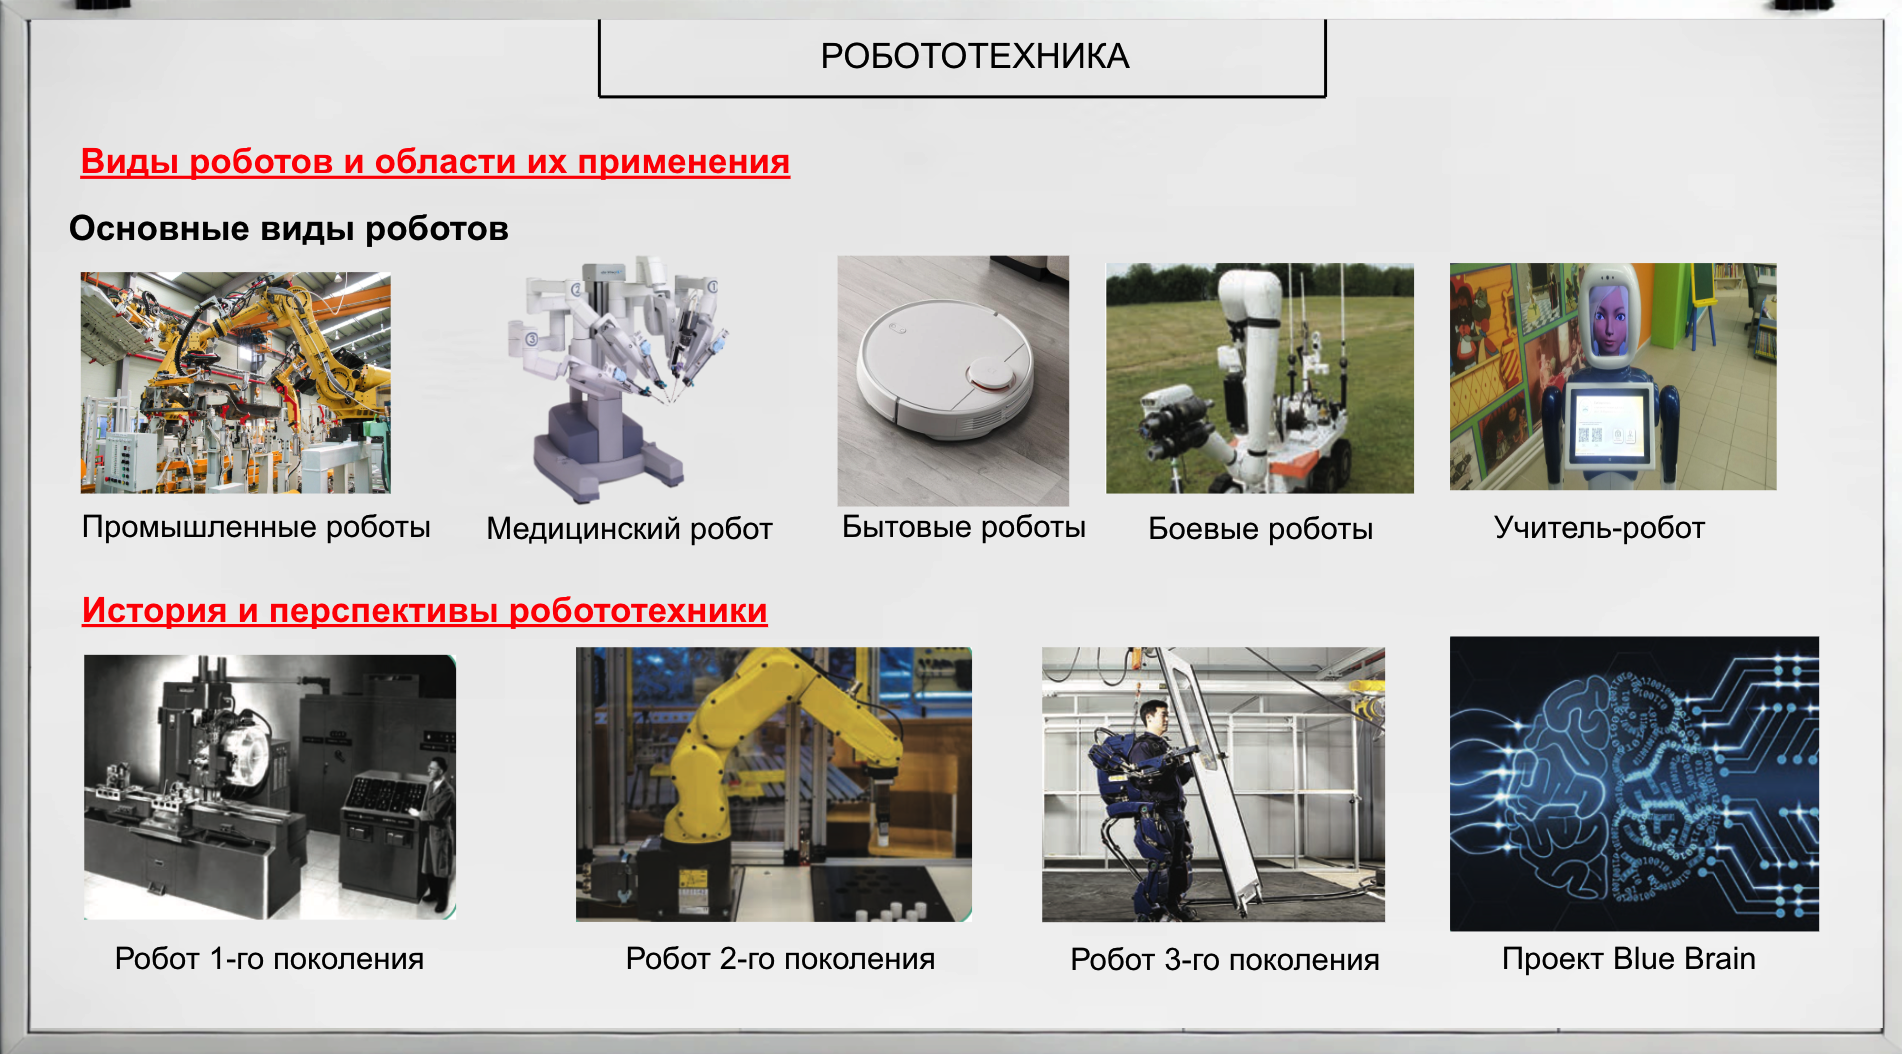 РОБОТОТЕХНИКА
Виды роботов и области их применения
Основные виды роботов
Промышленные роботы
Медицинский робот
Бытовые роботы
Боевые роботы
Учитель-робот
История и перспективы робототехники
Робот 1-го поколения
Робот 2-го поколения
Робот 3-го поколения
Проект Blue Brain